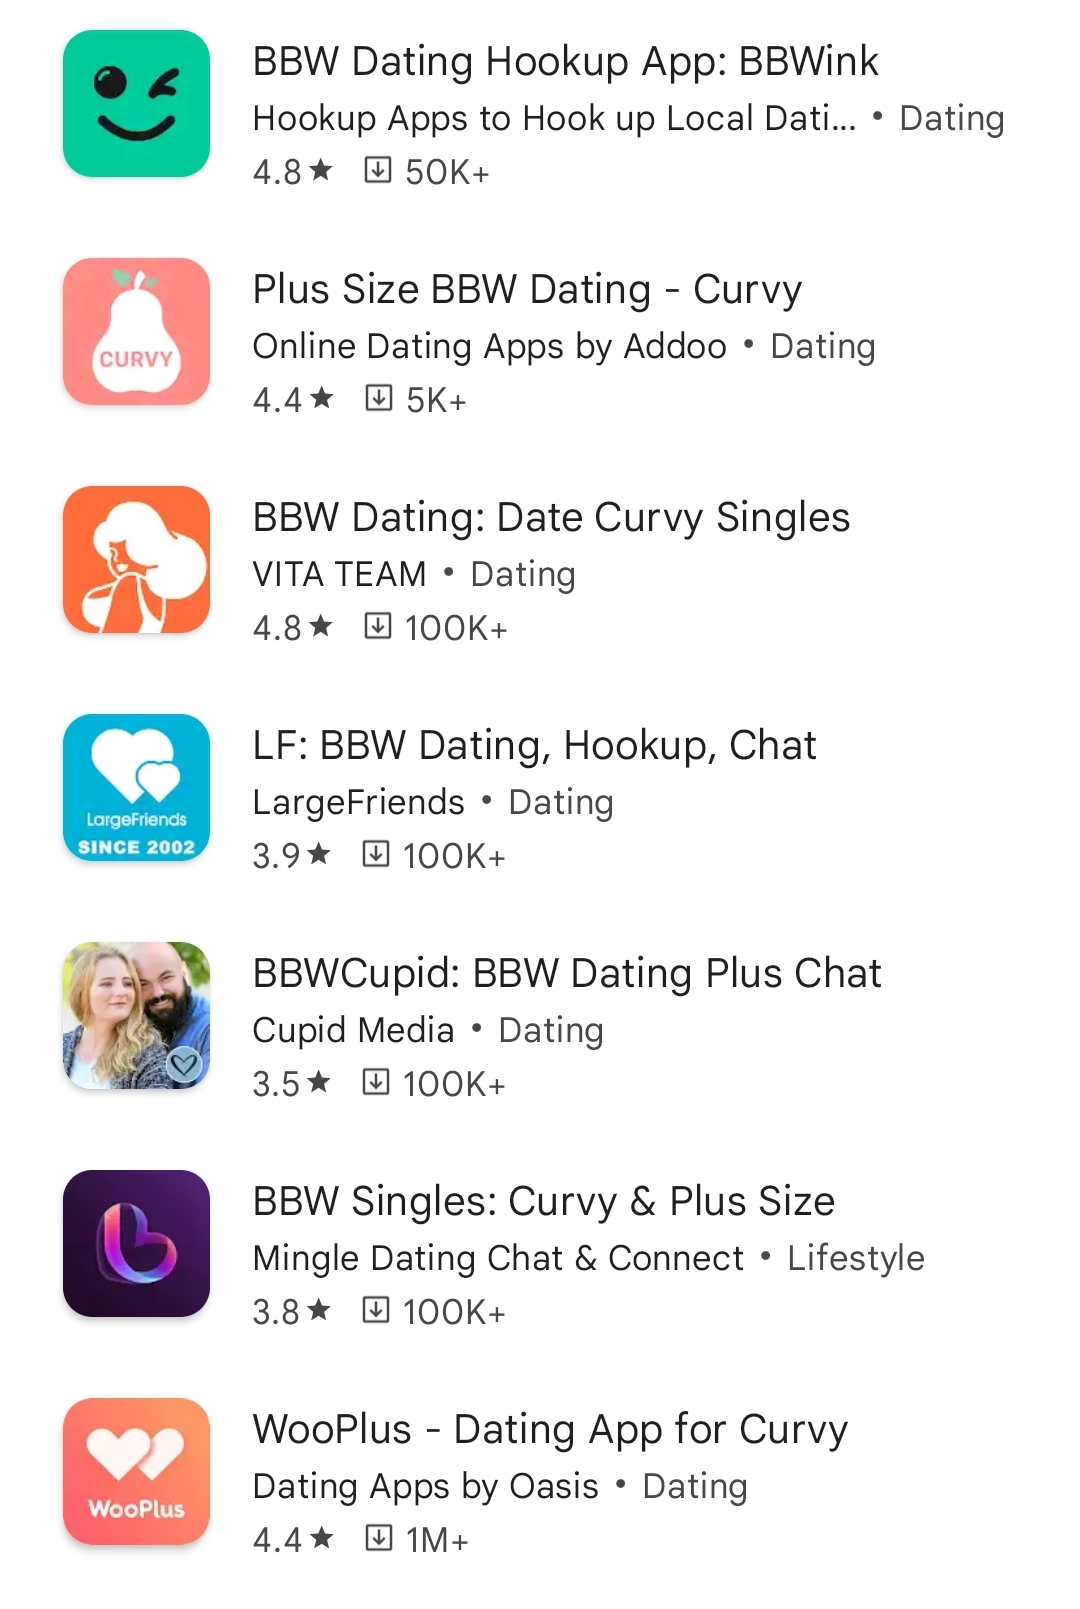 BBW Dating Hookup App: BBWink
Hookup Apps to Hook up Local Dati... • Dating
4.8★ 50K+
CURVY
Plus Size BBW Dating - Curvy
Online Dating Apps by Addoo • Dating
4.4★ 5K+
BBW Dating: Date Curvy Singles
VITA TEAM • Dating
4.8★ 100K+
LargeFriends
SINCE 2002
LF: BBW Dating, Hookup, Chat
LargeFriends • Dating
3.9★ 100K+
BBWCupid: BBW Dating Plus Chat
Cupid Media • Dating
3.5★ 100K+
BBW Singles: Curvy & Plus Size
Mingle Dating Chat & Connect • Lifestyle
3.8★ 100K+
WooPlus
WooPlus - Dating App for Curvy
Dating Apps by Oasis • Dating
4.4★ 1M+